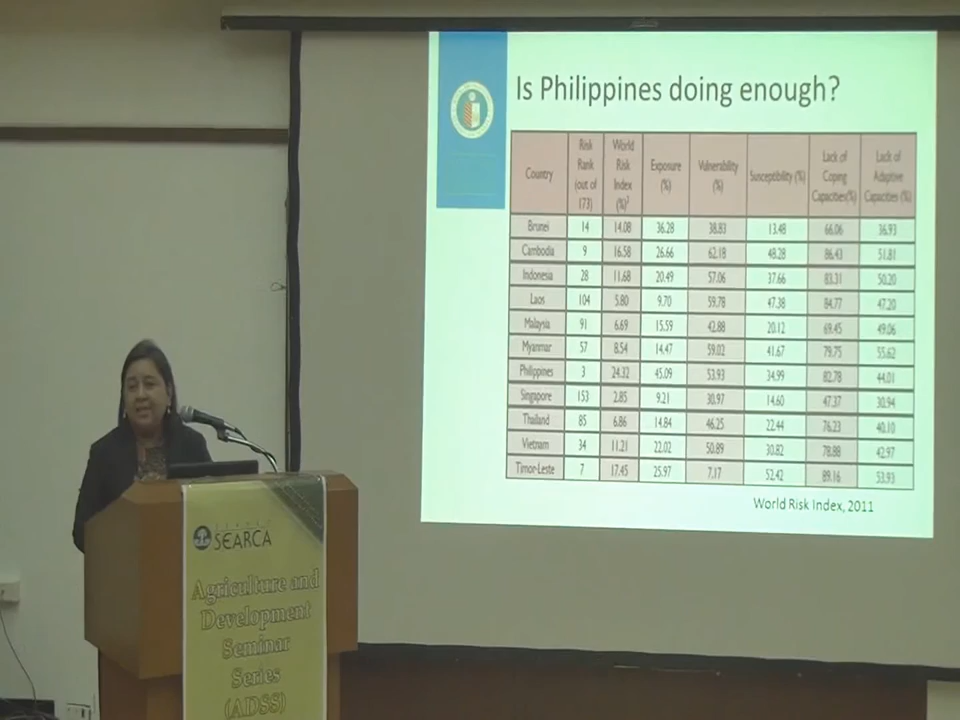 Is Philippines doing enough?
Country Risk Rank (out of 173) World Risk Index (%)² Exposure (%) Vulnerability (%) Susceptibility (%) Lack of Coping Capacities(%) Lack of Adaptive Capacities (%)
Brunei 14 14.08 36.28 38.83 13.48 66.06 36.93
Cambodia 9 16.58 26.66 62.18 48.28 86.43 51.81
Indonesia 28 11.68 20.49 57.06 37.66 83.31 50.20
Laos 104 5.80 9.70 59.78 47.38 84.77 47.20
Malaysia 91 6.69 15.59 42.88 20.12 69.45 49.06
Myanmar 57 8.54 14.47 59.02 41.67 79.75 55.62
Philippines 3 24.32 45.09 53.93 34.99 82.78 44.01
Singapore 153 2.85 9.21 30.97 14.60 47.37 30.94
Thailand 85 6.86 14.84 46.25 22.44 76.23 40.10
Vietnam 34 11.21 22.02 50.89 30.82 78.88 42.97
Timor-Leste 7 17.45 25.97 7.17 52.42 89.16 53.93
World Risk Index, 2011
SEARCA
Agriculture and
Development
Seminar
Series
(ADSS)